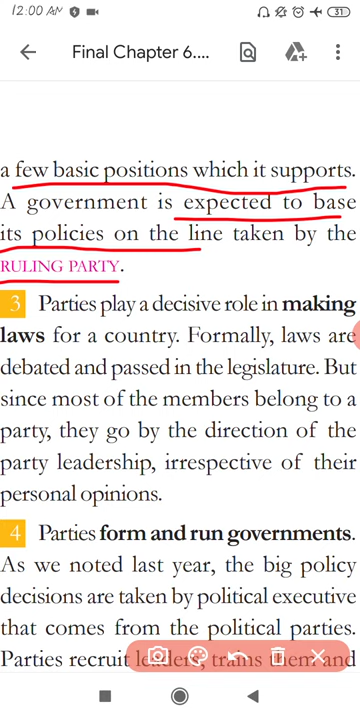 12:00 AM
31
Final Chapter 6....
a few basic positions which it supports.
A government is expected to base
its policies on the line taken by the
RULING PARTY.
3 Parties play a decisive role in making
laws for a country. Formally, laws are
debated and passed in the legislature. But
since most of the members belong to a
party, they go by the direction of the
party leadership, irrespective of their
personal opinions.
4 Parties form and run governments.
As we noted last year, the big policy
decisions are taken by political executive
that comes from the political parties.
Parties recruit leaders, trains them and